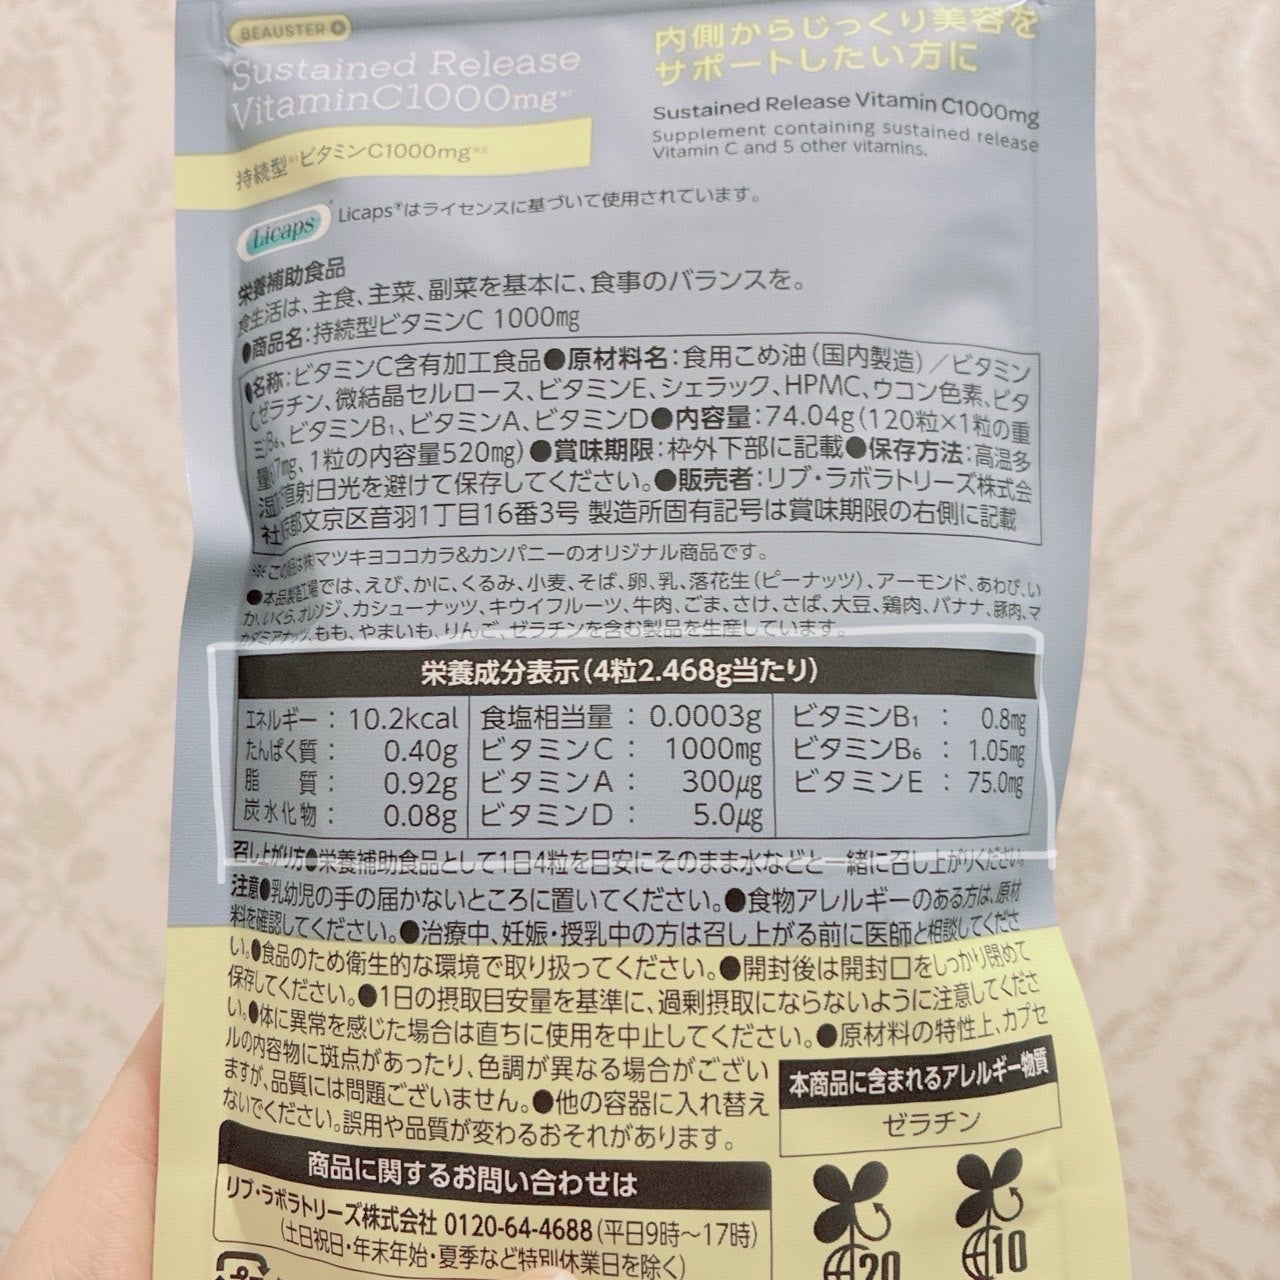 BEAUSTER
Sustained Release
VitaminC1000mg※2
持続型※1ビタミンC1000mg※2
内側からじっくり美容を
サポートしたい方に
Sustained Release Vitamin C1000mg
Supplement containing sustained release
Vitamin C and 5 other vitamins.
Licaps Licaps®はライセンスに基づいて使用されています。
栄養補助食品
食生活は、主食、主菜、副菜を基本に、食事のバランスを。
●商品名：持続型ビタミンC 1000mg
●名称：ビタミンC含有加工食品●原材料名：食用こめ油（国内製造）／ビタミン
C、ゼラチン、微結晶セルロース、ビタミンE、シェラック、HPMC、ウコン色素、ビタ
ミンB₆、ビタミンB₁、ビタミンA、ビタミンD●内容量：74.04g（120粒×1粒の重
量 7mg、1粒の内容量520mg）●賞味期限：枠外下部に記載●保存方法：高温多
湿 直射日光を避けて保存してください。●販売者：リブ・ラボラトリーズ株式会
社 京都文京区音羽1丁目16番3号 製造所固有記号は賞味期限の右側に記載
※この は㈱マツキヨココカラ&カンパニーのオリジナル商品です。
●本品製造工場では、えび、かに、くるみ、小麦、そば、卵、乳、落花生（ピーナッツ）、アーモンド、あわび、い
か、いくら、オレンジ、カシューナッツ、キウイフルーツ、牛肉、ごま、さけ、さば、大豆、鶏肉、バナナ、豚肉、マ
カダミアナッツ、もも、やまいも、りんご、ゼラチンを含む製品を生産しています。
栄養成分表示（4粒2.468g当たり）
エネルギー：10.2kcal 食塩相当量：0.0003g ビタミンB₁：0.8mg
たんぱく質：0.40g ビタミンC：1000mg ビタミンB₆：1.05mg
脂質：0.92g ビタミンA：300μg ビタミンE：75.0mg
炭水化物：0.08g ビタミンD：5.0μg
召し上がり方●栄養補助食品として1日4粒を目安にそのまま水などと一緒に召し上がりください。
注意●乳幼児の手の届かないところに置いてください。●食物アレルギーのある方は、原材
料を確認してください。●治療中、妊娠・授乳中の方は召し上がる前に医師と相談してくださ
い。●食品のため衛生的な環境で取り扱ってください。●開封後は開封口をしっかり閉めて
保存してください。●1日の摂取目安量を基準に、過剰摂取にならないように注意してくださ
い。●体に異常を感じた場合は直ちに使用を中止してください。●原材料の特性上、カプセ
ルの内容物に斑点があったり、色調が異なる場合がござい
ますが、品質には問題ございません。●他の容器に入れ替え
ないでください。誤用や品質が変わるおそれがあります。
本商品に含まれるアレルギー物質
ゼラチン
商品に関するお問い合わせは
リブ・ラボラトリーズ株式会社 0120-64-4688（平日9時～17時）
（土日祝日・年末年始・夏季など特別休業日を除く）
20 10